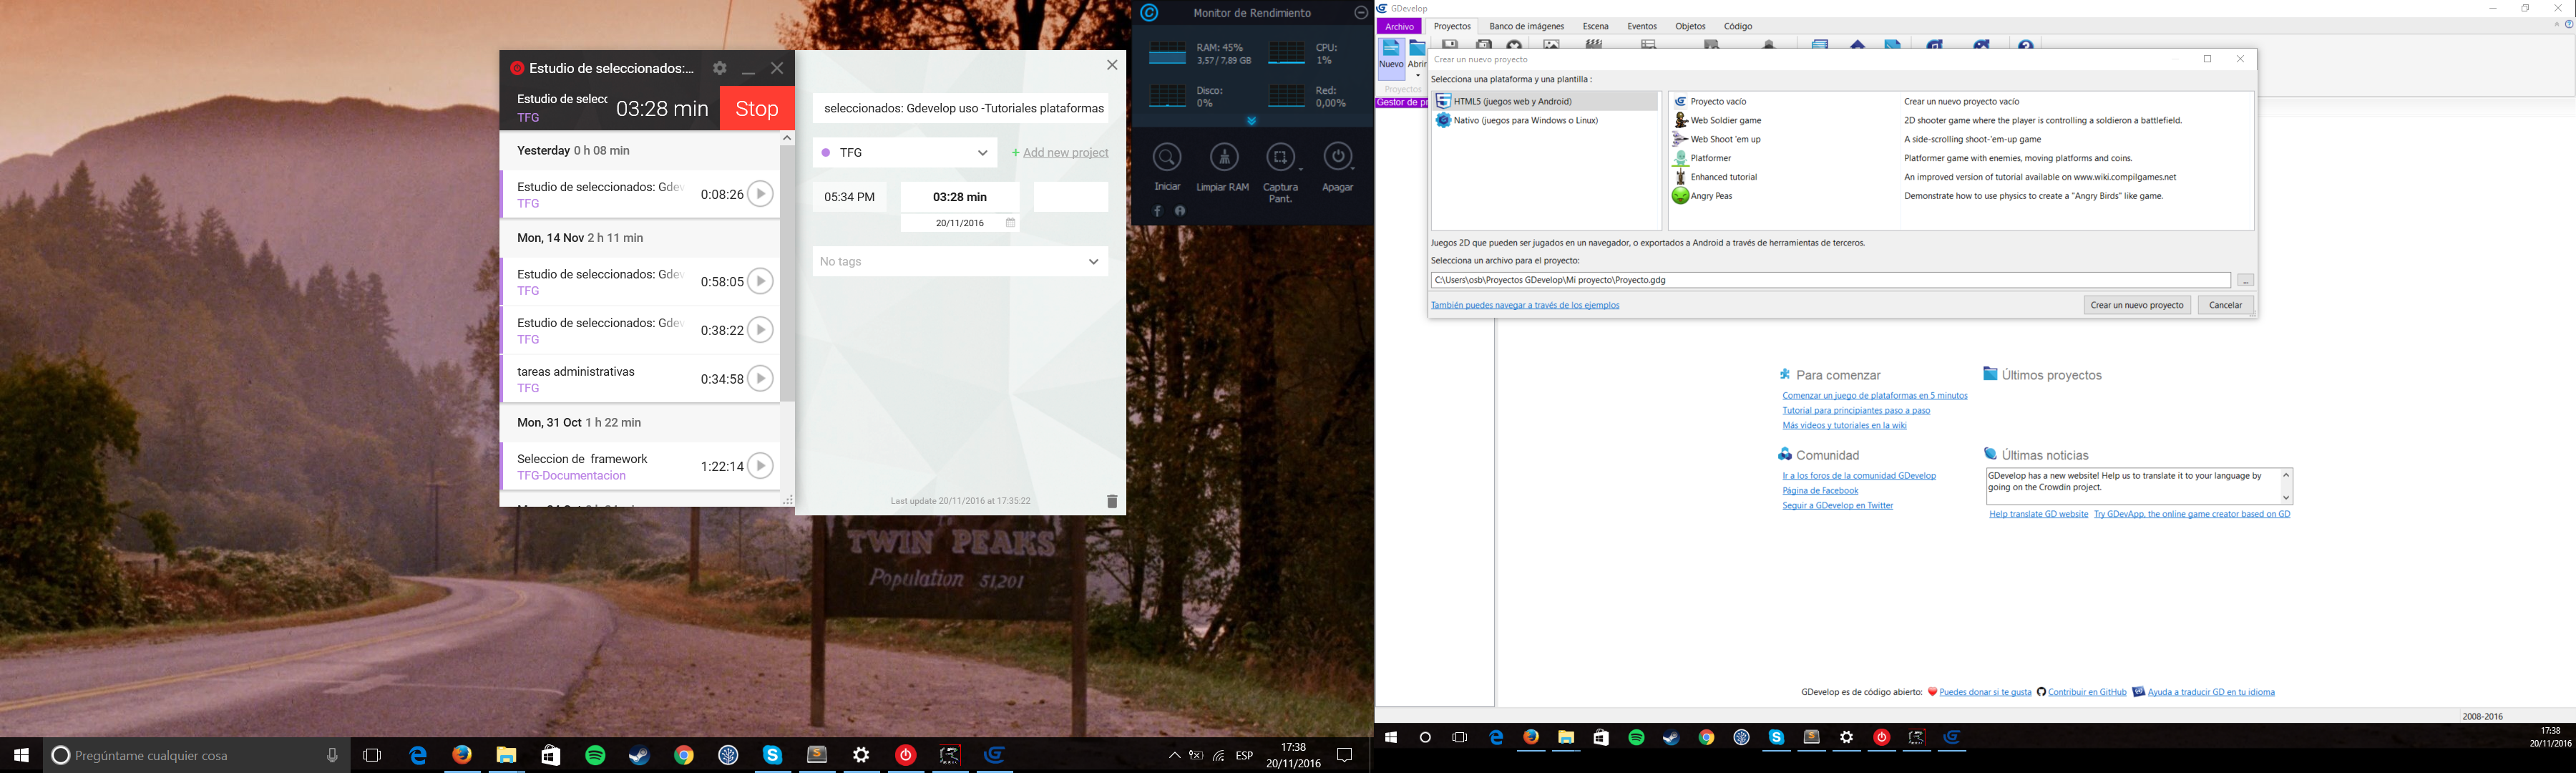 Estudio de seleccionados:...
Estudio de selecc
TFG
03:28 min
Stop
Yesterday 0 h 08 min
Estudio de seleccionados: Gdev
TFG
0:08:26
Mon, 14 Nov 2 h 11 min
Estudio de seleccionados: Gdev
TFG
0:58:05
Estudio de seleccionados: Gdev
TFG
0:38:22
tareas administrativas
TFG
0:34:58
Mon, 31 Oct 1 h 22 min
Seleccion de framework
TFG-Documentacion
1:22:14
seleccionados: Gdevelop uso -Tutoriales plataformas
TFG
+ Add new project
05:34 PM
03:28 min
20/11/2016
No tags
Last update 20/11/2016 at 17:35:22
TWIN PEAKS
Population 51,201
Monitor de Rendimiento
RAM: 45%
3,57 / 7,89 GB
CPU:
1%
Disco:
0%
Red:
0,00%
Iniciar
Limpiar RAM
Captura
Pant.
Apagar
Pregúntame cualquier cosa
ESP
17:38
20/11/2016
GDevelop
Archivo
Proyectos
Banco de imágenes
Escena
Eventos
Objetos
Código
Nuevo
Abrir
Proyectos
Gestor de pr
Crear un nuevo proyecto
Selecciona una plataforma y una plantilla :
HTML5 (juegos web y Android)
Nativo (juegos para Windows o Linux)
Proyecto vacío
Crear un nuevo proyecto vacío
Web Soldier game
2D shooter game where the player is controlling a soldieron a battlefield.
Web Shoot 'em up
A side-scrolling shoot-'em-up game
Platformer
Platformer game with enemies, moving platforms and coins.
Enhanced tutorial
An improved version of tutorial available on www.wiki.compilgames.net
Angry Peas
Demonstrate how to use physics to create a "Angry Birds" like game.
Juegos 2D que pueden ser jugados en un navegador, o exportados a Android a través de herramientas de terceros.
Selecciona un archivo para el proyecto:
C:\Users\osb\Proyectos GDevelop\Mi proyecto\Proyecto.gdg
...
También puedes navegar a través de los ejemplos
Crear un nuevo proyecto
Cancelar
Para comenzar
Comenzar un juego de plataformas en 5 minutos
Tutorial para principiantes paso a paso
Más videos y tutoriales en la wiki
Últimos proyectos
Comunidad
Ir a los foros de la comunidad GDevelop
Página de Facebook
Seguir a GDevelop en Twitter
Últimas noticias
GDevelop has a new website! Help us to translate it to your language by
going on the Crowdin project.
Help translate GD website
Try GDevApp, the online game creator based on GD
GDevelop es de código abierto:
Puedes donar si te gusta
Contribuir en GitHub
Ayuda a traducir GD en tu idioma
2008-2016
17:38
20/11/2016